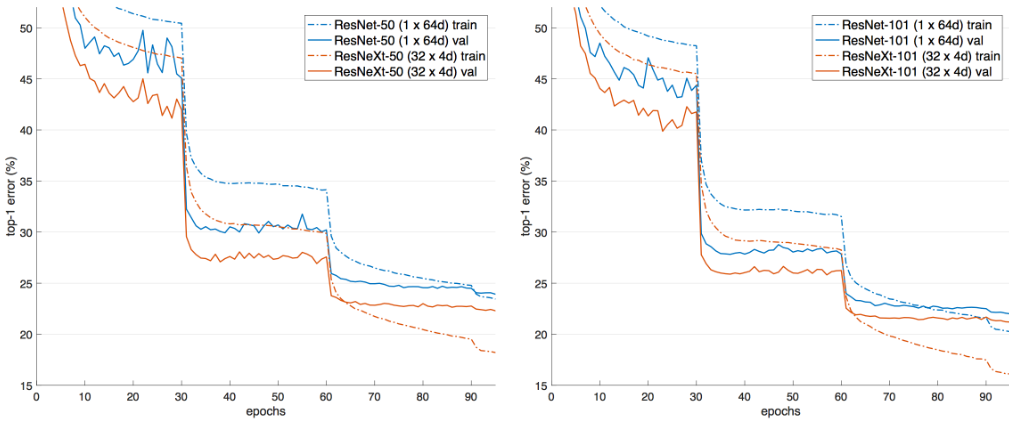 top-1 error (%)
50
45
40
35
30
25
20
15
0 10 20 30 40 50 60 70 80 90
epochs
ResNet-50 (1 x 64d) train
ResNet-50 (1 x 64d) val
ResNeXt-50 (32 x 4d) train
ResNeXt-50 (32 x 4d) val
top-1 error (%)
50
45
40
35
30
25
20
15
0 10 20 30 40 50 60 70 80 90
epochs
ResNet-101 (1 x 64d) train
ResNet-101 (1 x 64d) val
ResNeXt-101 (32 x 4d) train
ResNeXt-101 (32 x 4d) val